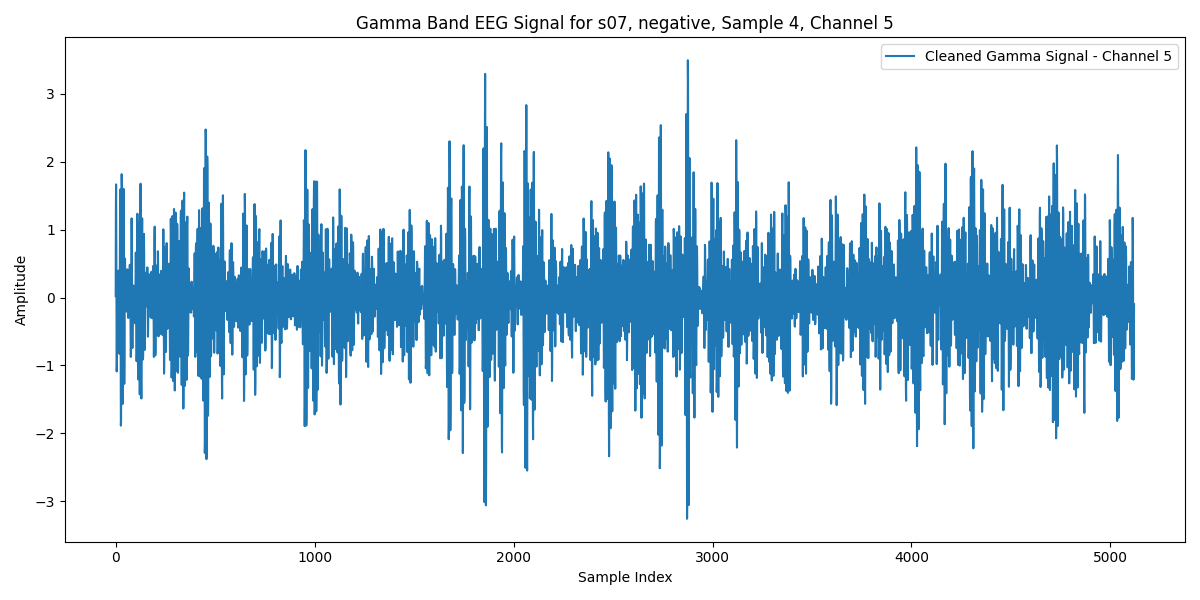 Gamma Band EEG Signal for s07, negative, Sample 4, Channel 5
Cleaned Gamma Signal - Channel 5
Amplitude
3
2
1
0
−1
−2
−3
0 1000 2000 3000 4000 5000
Sample Index